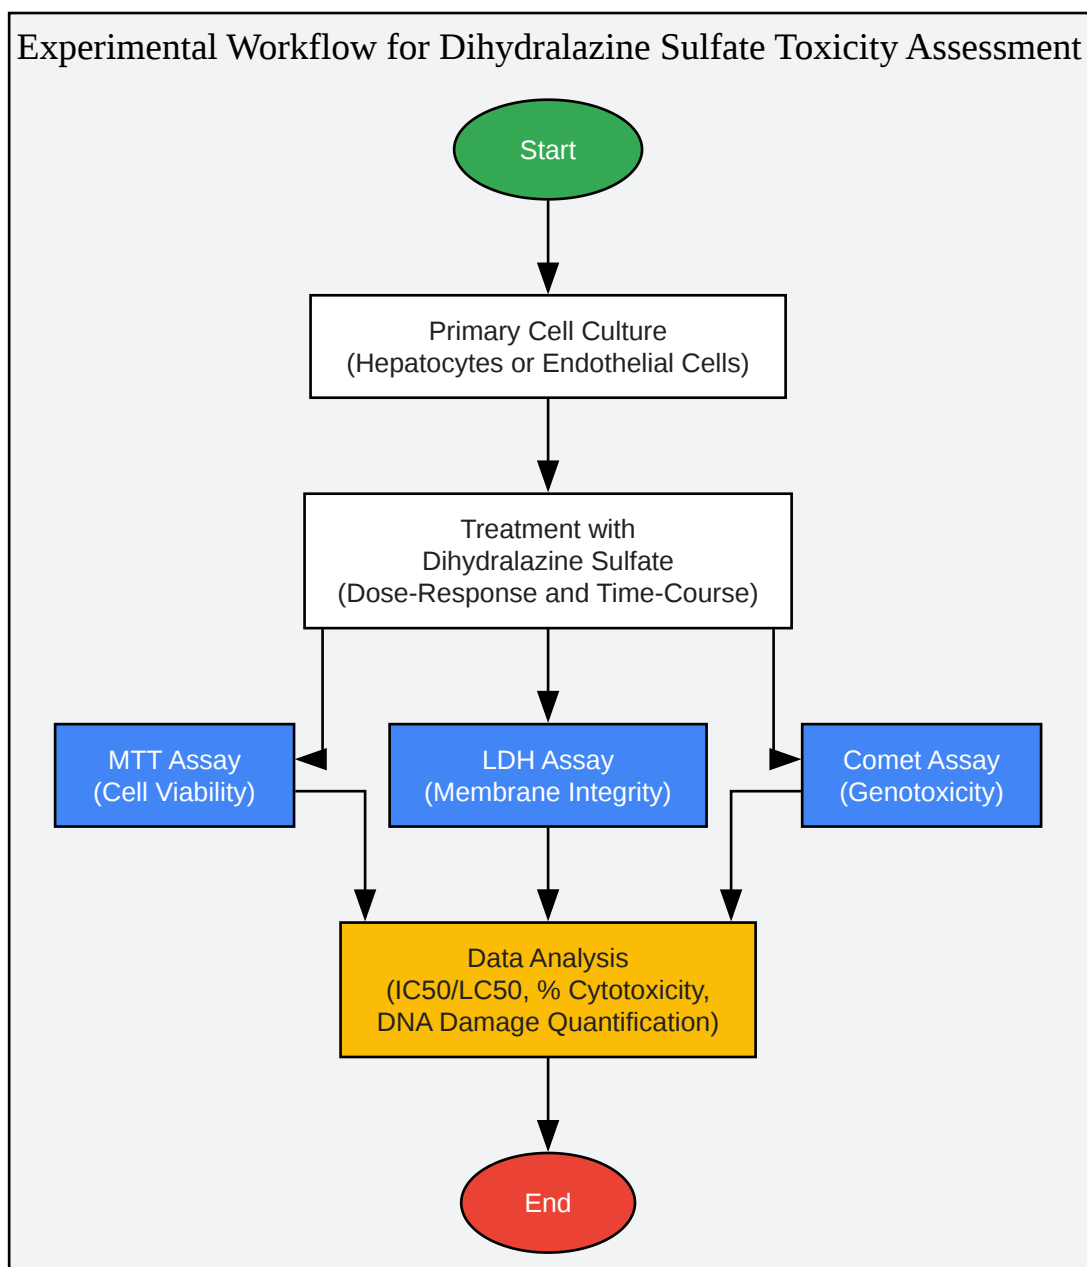 Experimental Workflow for Dihydralazine Sulfate Toxicity Assessment
Start
Primary Cell Culture
(Hepatocytes or Endothelial Cells)
Treatment with
Dihydralazine Sulfate
(Dose-Response and Time-Course)
MTT Assay
(Cell Viability)
LDH Assay
(Membrane Integrity)
Comet Assay
(Genotoxicity)
Data Analysis
(IC50/LC50, % Cytotoxicity,
DNA Damage Quantification)
End